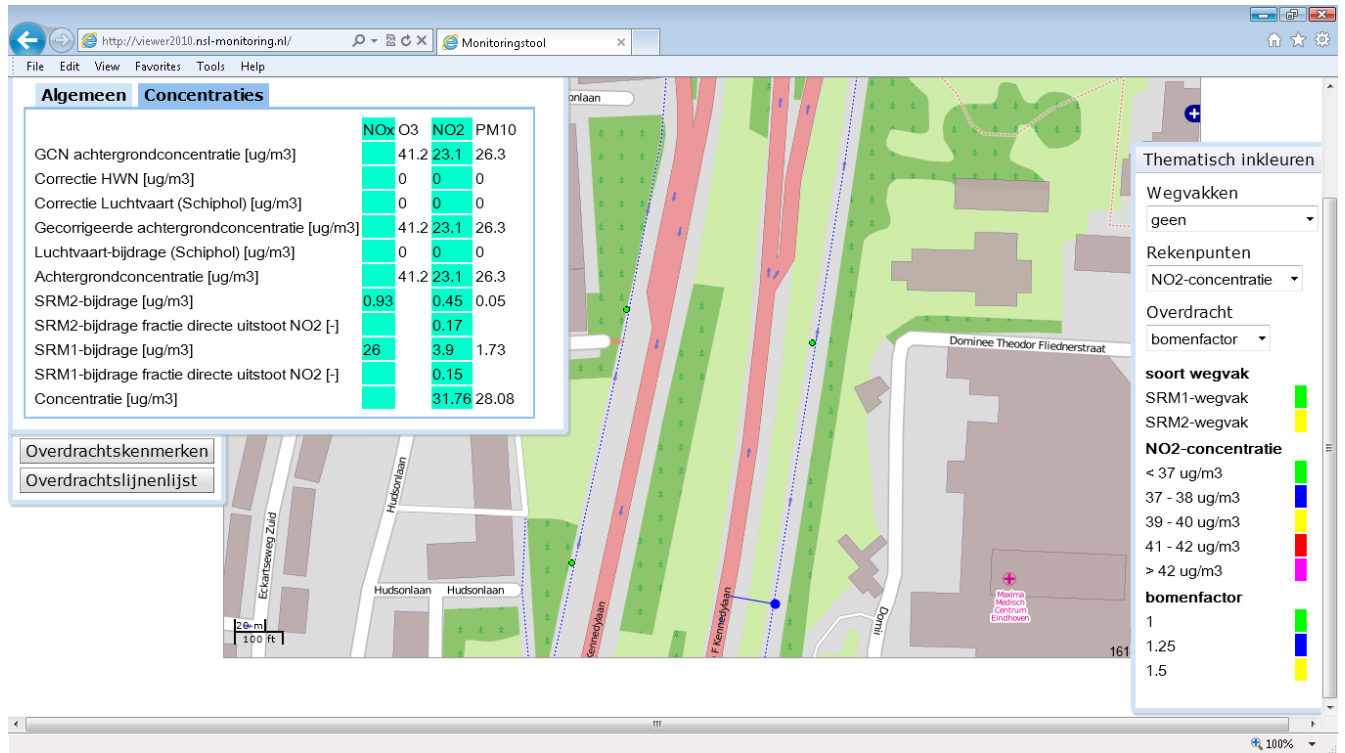 http://viewer2010.nsl-monitoring.nl/
Monitoringstool
File Edit View Favorites Tools Help
Algemeen Concentraties
NOx O3 NO2 PM10
GCN achtergrondconcentratie [ug/m3] 41.2 23.1 26.3
Correctie HWN [ug/m3] 0 0 0
Correctie Luchtvaart (Schiphol) [ug/m3] 0 0 0
Gecorrigeerde achtergrondconcentratie [ug/m3] 41.2 23.1 26.3
Luchtvaart-bijdrage (Schiphol) [ug/m3] 0 0 0
Achtergrondconcentratie [ug/m3] 41.2 23.1 26.3
SRM2-bijdrage [ug/m3] 0.93 0.45 0.05
SRM2-bijdrage fractie directe uitstoot NO2 [-] 0.17
SRM1-bijdrage [ug/m3] 26 3.9 1.73
SRM1-bijdrage fractie directe uitstoot NO2 [-] 0.15
Concentratie [ug/m3] 31.76 28.08
Overdrachtskenmerken
Overdrachtslijnenlijst
onlaan
Dominee Theodor Fliednerstraat
Hudsonlaan
Eckartseweg Zuid
Hudsonlaan Hudsonlaan
Kennedylaan
F Kennedylaan
Domin
Maxima
Medisch
Centrum
Eindhoven
20 m
100 ft
161
Thematisch inkleuren
Wegvakken
geen
Rekenpunten
NO2-concentratie
Overdracht
bomenfactor
soort wegvak
SRM1-wegvak
SRM2-wegvak
NO2-concentratie
< 37 ug/m3
37 - 38 ug/m3
39 - 40 ug/m3
41 - 42 ug/m3
> 42 ug/m3
bomenfactor
1
1.25
1.5
100%